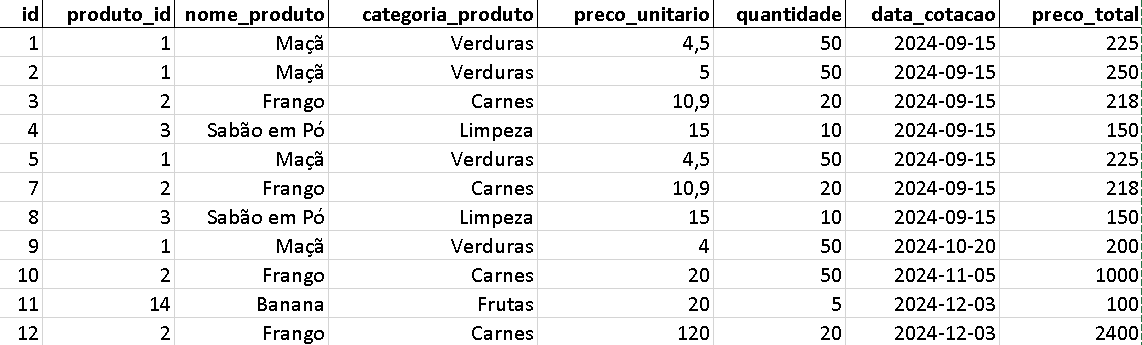 id produto_id nome_produto categoria_produto preco_unitario quantidade data_cotacao preco_total
1 1 Maçã Verduras 4,5 50 2024-09-15 225
2 1 Maçã Verduras 5 50 2024-09-15 250
3 2 Frango Carnes 10,9 20 2024-09-15 218
4 3 Sabão em Pó Limpeza 15 10 2024-09-15 150
5 1 Maçã Verduras 4,5 50 2024-09-15 225
7 2 Frango Carnes 10,9 20 2024-09-15 218
8 3 Sabão em Pó Limpeza 15 10 2024-09-15 150
9 1 Maçã Verduras 4 50 2024-10-20 200
10 2 Frango Carnes 20 50 2024-11-05 1000
11 14 Banana Frutas 20 5 2024-12-03 100
12 2 Frango Carnes 120 20 2024-12-03 2400